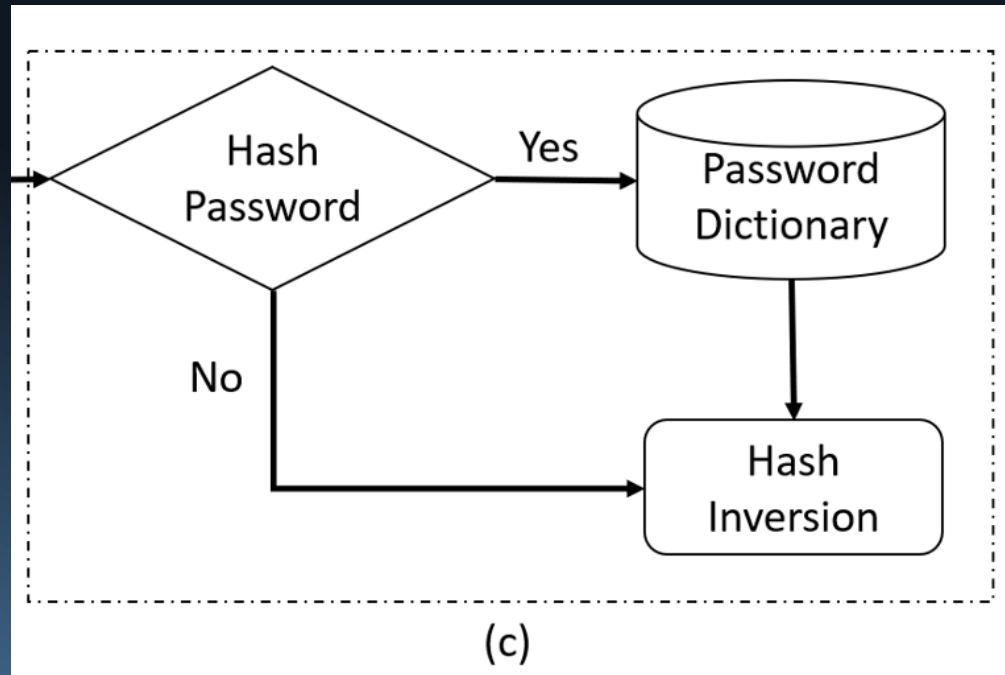 Hash
Password
Yes
Password
Dictionary
No
Hash
Inversion
(c)